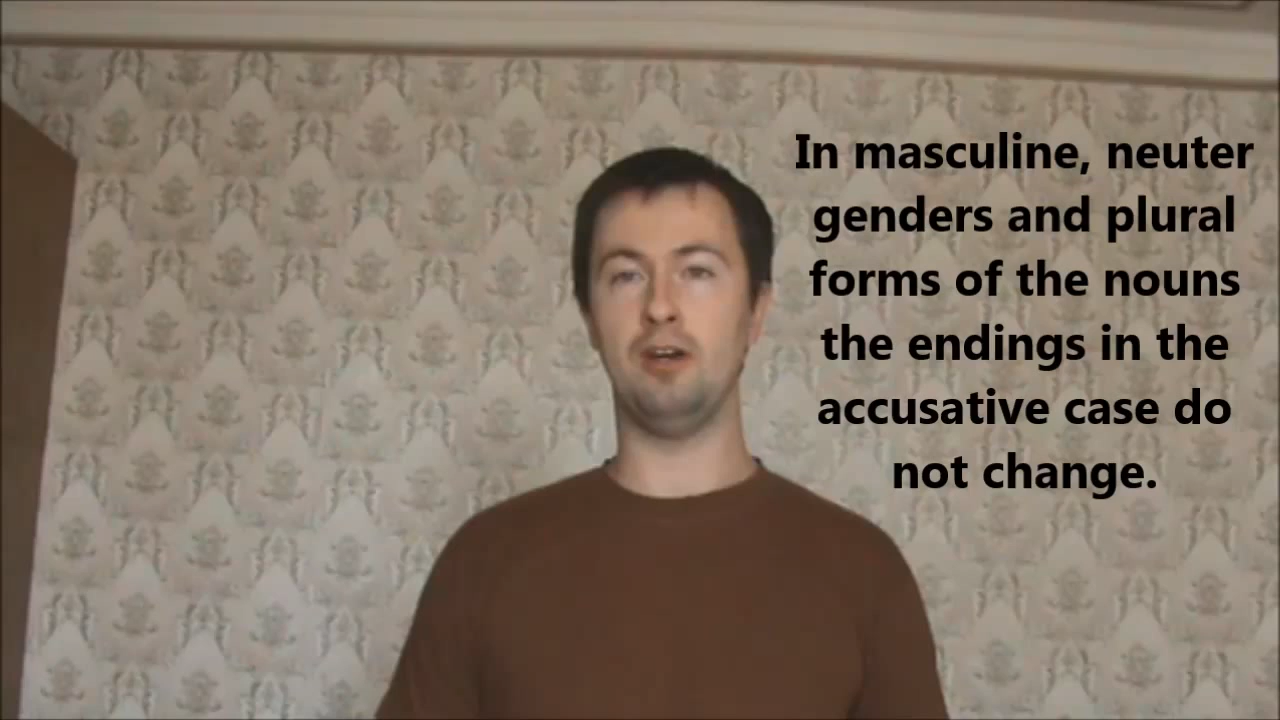 In masculine, neuter
genders and plural
forms of the nouns
the endings in the
accusative case do
not change.